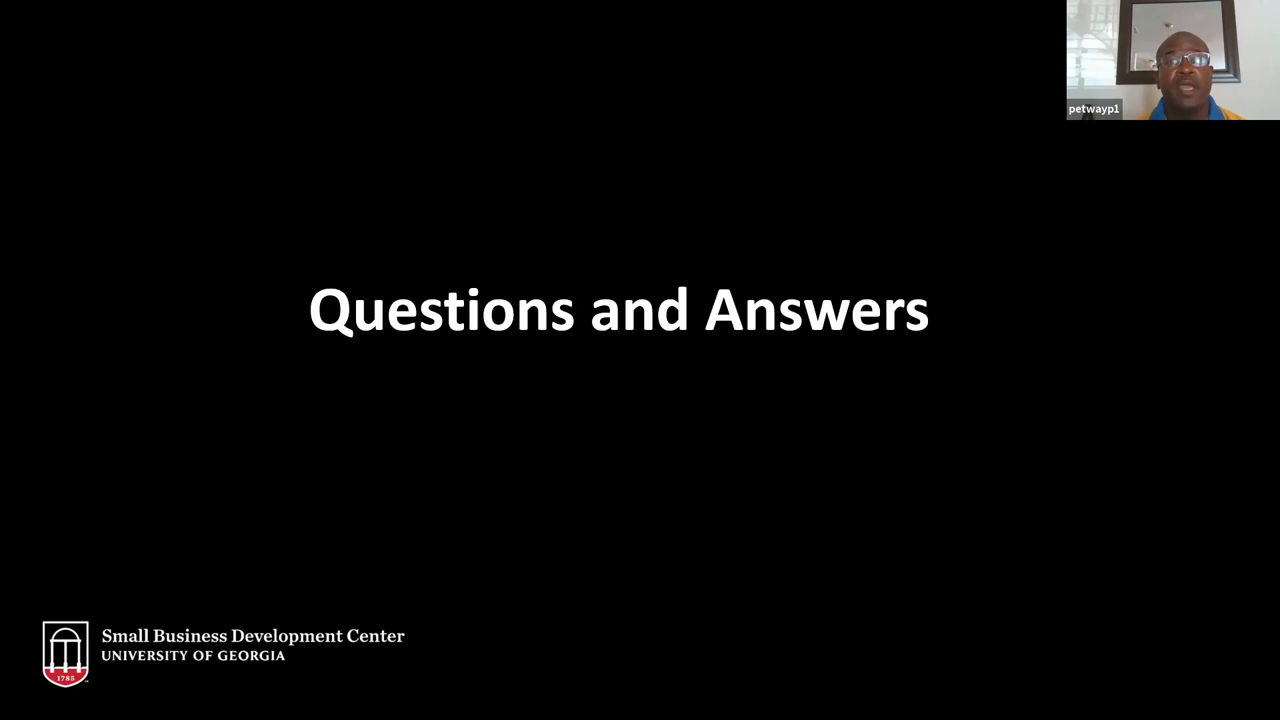 petwayp1
Questions and Answers
Small Business Development Center
UNIVERSITY OF GEORGIA
1785